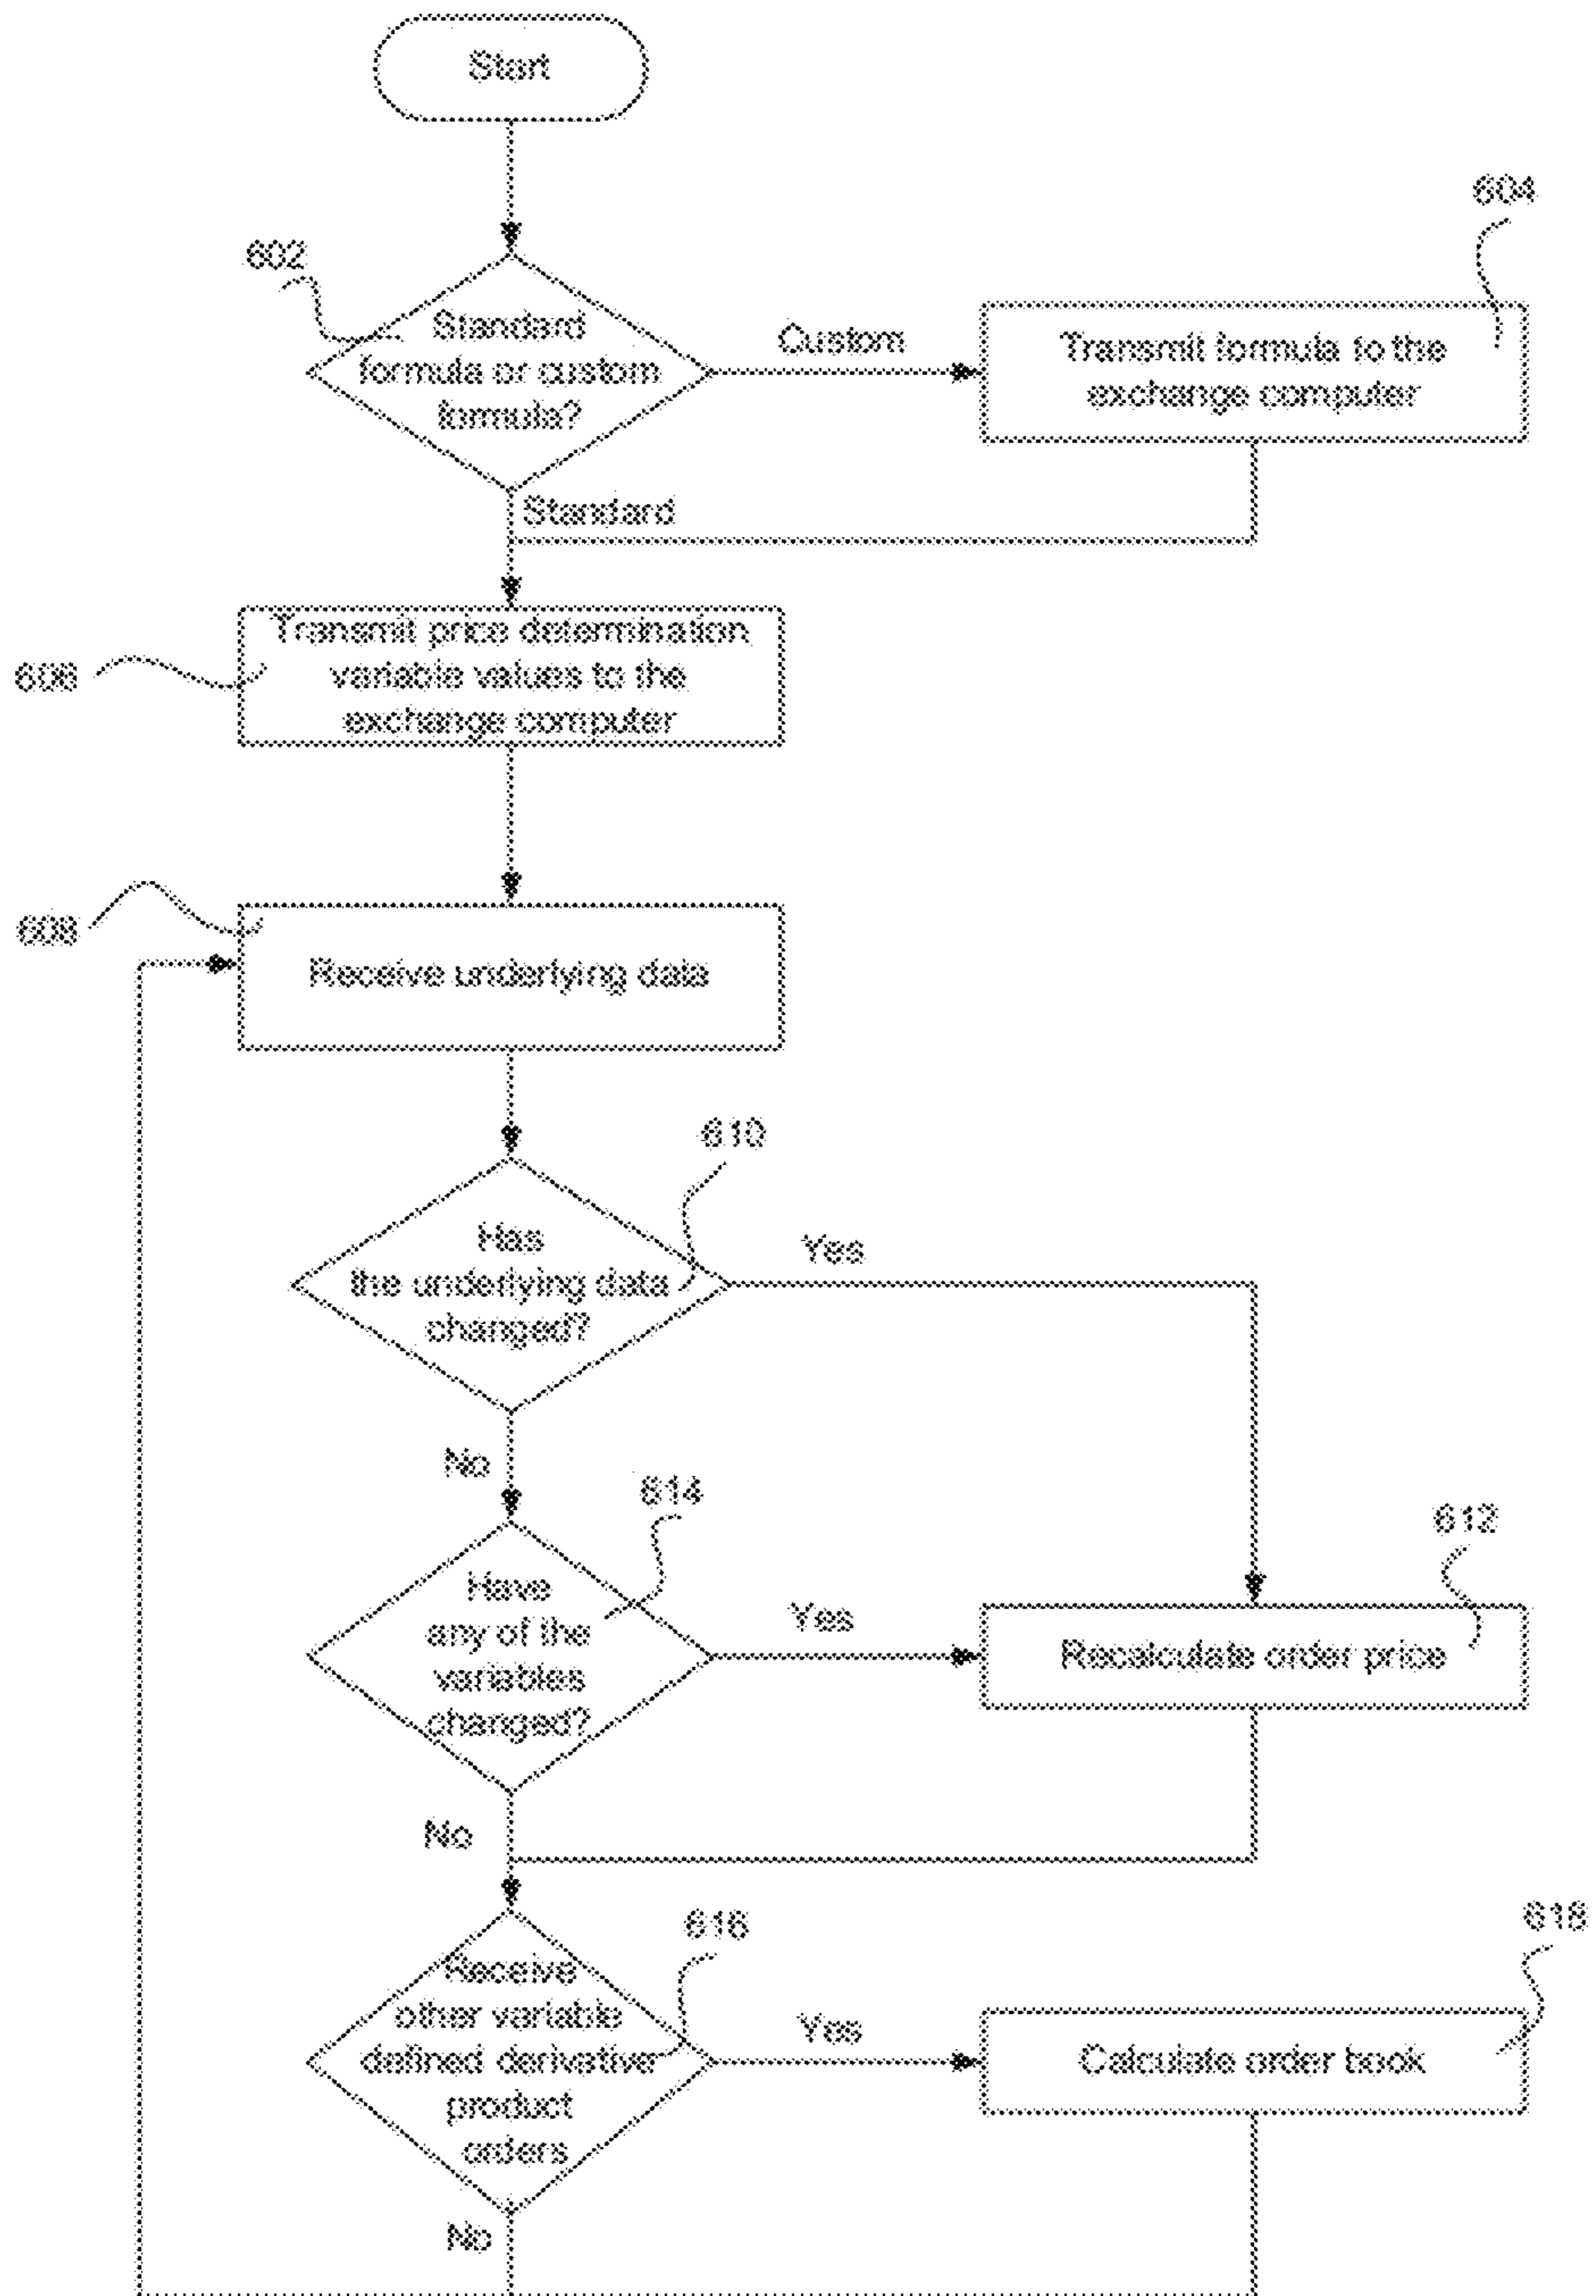 Start
602
604
Standard
formula or custom
formula?
Custom
Transmit formula to the
exchange computer
Standard
606
Transmit price determination
variable values to the
exchange computer
608
Receive underlying data
610
Has
the underlying data
changed?
Yes
No
614
612
Have
any of the
variables
changed?
Yes
Recalculate order price
No
616
618
Receive
other variable
defined derivative
product
orders
Yes
Calculate order book
No